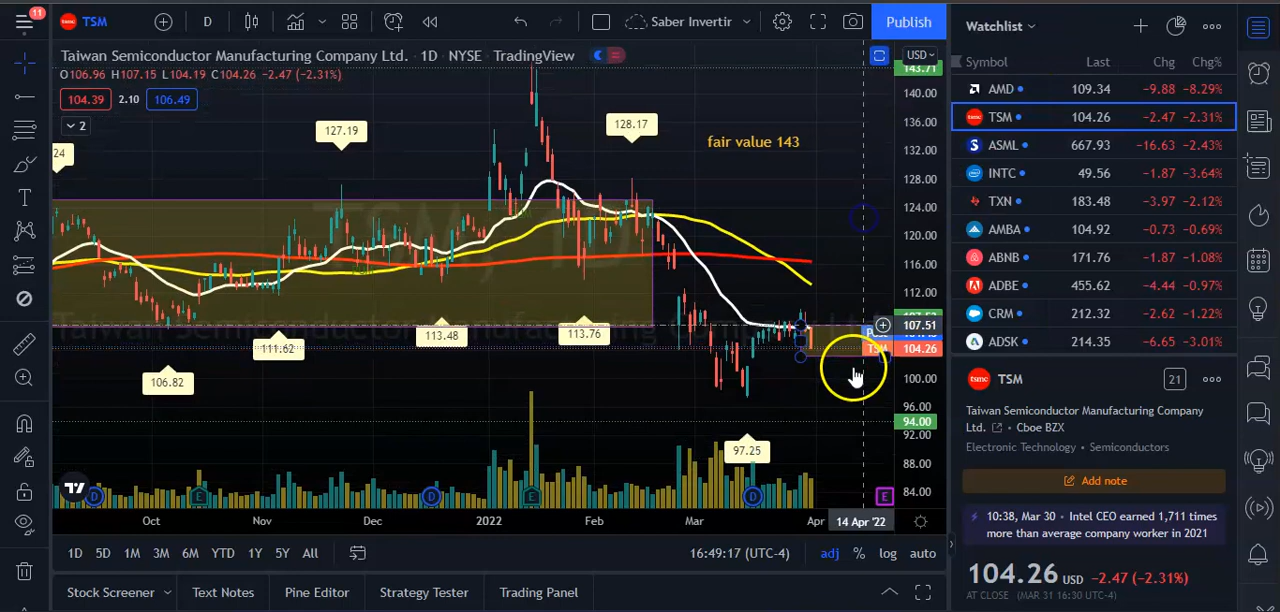 11
TSM
D
Saber Invertir
Publish
Taiwan Semiconductor Manufacturing Company Ltd. · 1D · NYSE TradingView
O106.96 H107.15 L104.19 C104.26 −2.47 (−2.31%)
104.39 2.10 106.49
2
24
127.19
128.17
fair value 143
106.82
111.62
113.48
113.76
97.25
TSM, 1D
Taiwan Semiconductor Manufacturing Company Ltd.
USD
143.71
140.00
136.00
132.00
128.00
124.00
120.00
116.00
112.00
107.51
TSM 104.26
100.00
96.00
94.00
92.00
88.00
84.00
D
E
D
E
D
E
Oct Nov Dec 2022 Feb Mar Apr 14 Apr '22
1D 5D 1M 3M 6M YTD 1Y 5Y All
16:49:17 (UTC-4) adj % log auto
Stock Screener Text Notes Pine Editor Strategy Tester Trading Panel
Watchlist
Symbol Last Chg Chg%
AMD 109.34 −9.88 −8.29%
TSM 104.26 −2.47 −2.31%
ASML 667.93 −16.63 −2.43%
INTC 49.56 −1.87 −3.64%
TXN 183.48 −3.97 −2.12%
AMBA 104.92 −0.73 −0.69%
ABNB 171.76 −1.87 −1.08%
ADBE 455.62 −4.44 −0.97%
CRM 212.32 −2.62 −1.22%
ADSK 214.35 −6.65 −3.01%
tsmc TSM 21
Taiwan Semiconductor Manufacturing Company
Ltd. • Cboe BZX
Electronic Technology • Semiconductors
Add note
10:38, Mar 30 • Intel CEO earned 1,711 times
more than average company worker in 2021
104.26 USD −2.47 (−2.31%)
AT CLOSE (MAR 31 16:30 UTC-4)